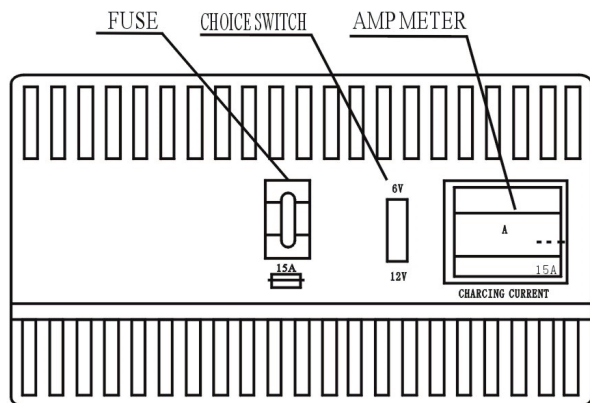 FUSE
CHOICE SWITCH
AMP METER
6V
A
15A
12V
15A
CHARCING CURRENT